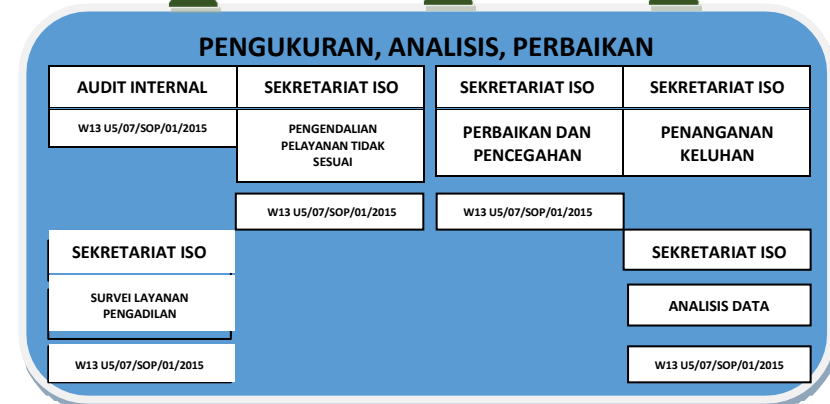 PENGUKURAN, ANALISIS, PERBAIKAN
AUDIT INTERNAL
W13 U5/07/SOP/01/2015
SEKRETARIAT ISO
PENGENDALIAN
PELAYANAN TIDAK
SESUAI
W13 U5/07/SOP/01/2015
SEKRETARIAT ISO
PERBAIKAN DAN
PENCEGAHAN
W13 U5/07/SOP/01/2015
SEKRETARIAT ISO
PENANGANAN
KELUHAN
SEKRETARIAT ISO
SURVEI LAYANAN
PENGADILAN
W13 U5/07/SOP/01/2015
SEKRETARIAT ISO
ANALISIS DATA
W13 U5/07/SOP/01/2015